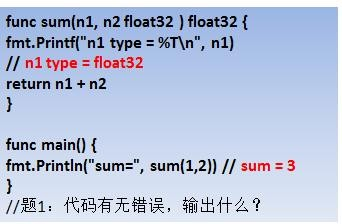 func sum(n1, n2 float32 ) float32 {
fmt.Printf("n1 type = %T\n", n1)
// n1 type = float32
return n1 + n2
}
func main() {
fmt.Println("sum=", sum(1,2)) // sum = 3
}
//题1：代码有无错误，输出什么？